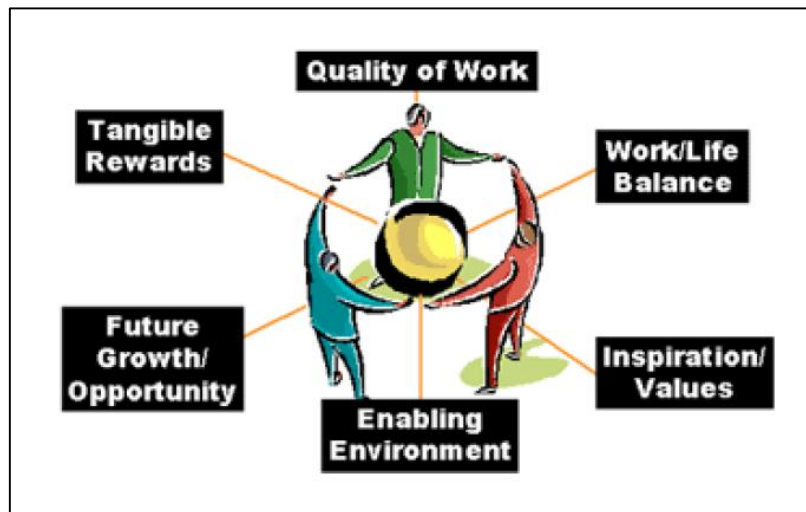 Quality of Work
Tangible
Rewards
Work/Life
Balance
Future
Growth/
Opportunity
Inspiration/
Values
Enabling
Environment